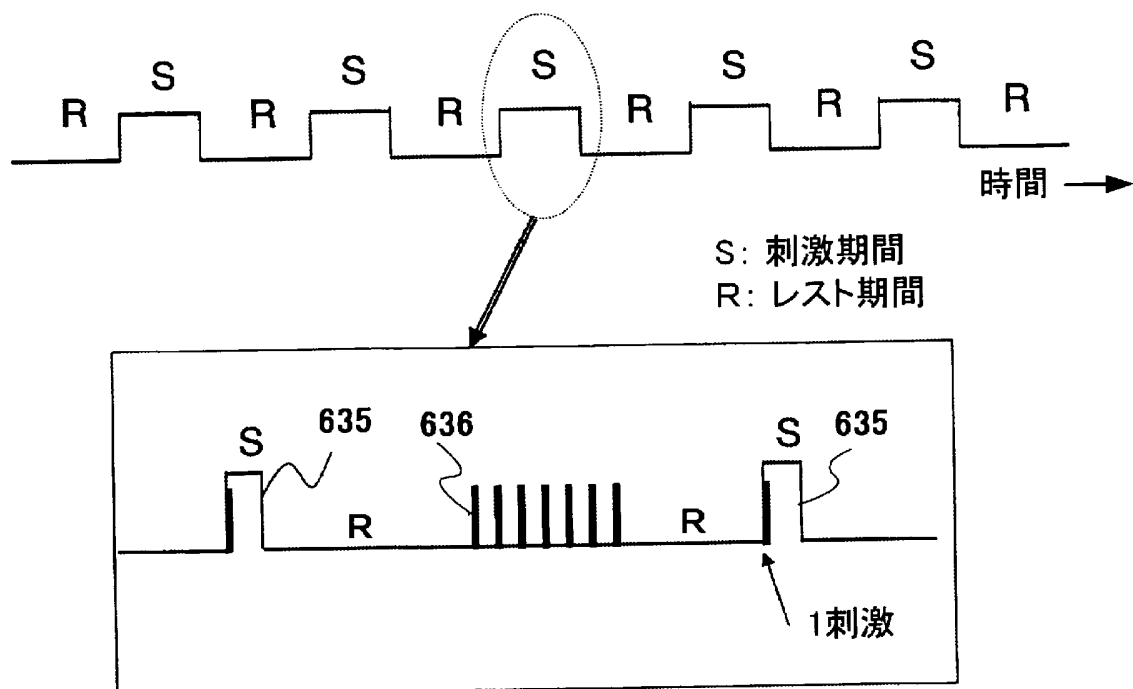 S S S S S
R R R R R R
時間
S: 刺激期間
R: レスト期間
635 636 635
S S
R R
1刺激